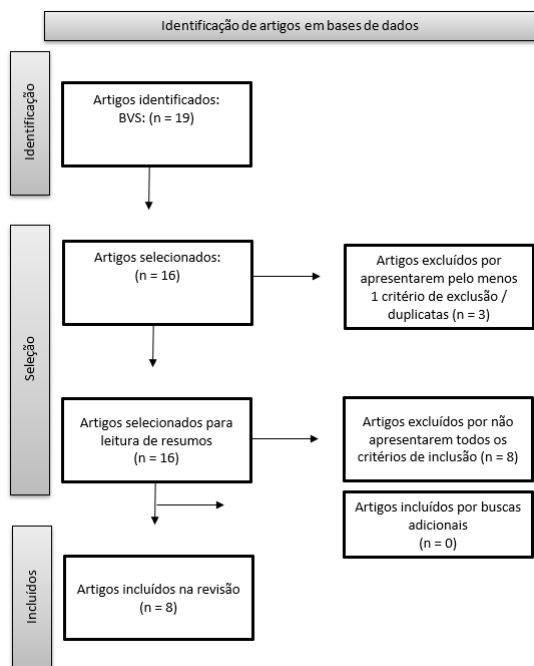 Identificação de artigos em bases de dados
Identificação
Artigos identificados:
BVS: (n = 19)
Seleção
Artigos selecionados:
(n = 16)
Artigos excluídos por
apresentarem pelo menos
1 critério de exclusão /
duplicatas (n = 3)
Artigos selecionados para
leitura de resumos
(n = 16)
Artigos excluídos por não
apresentarem todos os
critérios de inclusão (n = 8)
Artigos incluídos por buscas
adicionais
(n = 0)
Incluídos
Artigos incluídos na revisão
(n = 8)